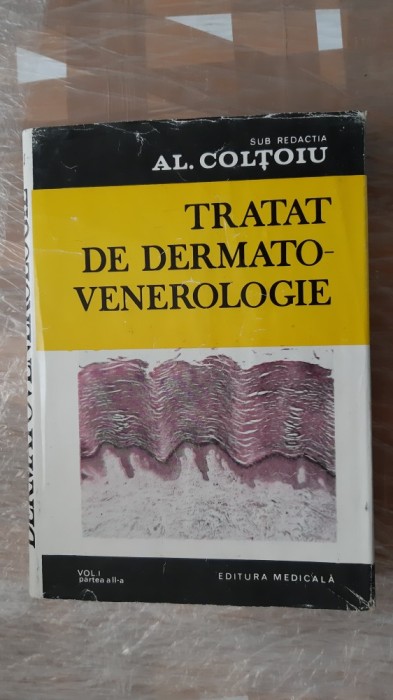 SUB REDACTIA
AL. COLȚOIU
TRATAT
DE DERMATO-
VENEROLOGIE
VOL. I
partea a II-a
EDITURA MEDICALĂ